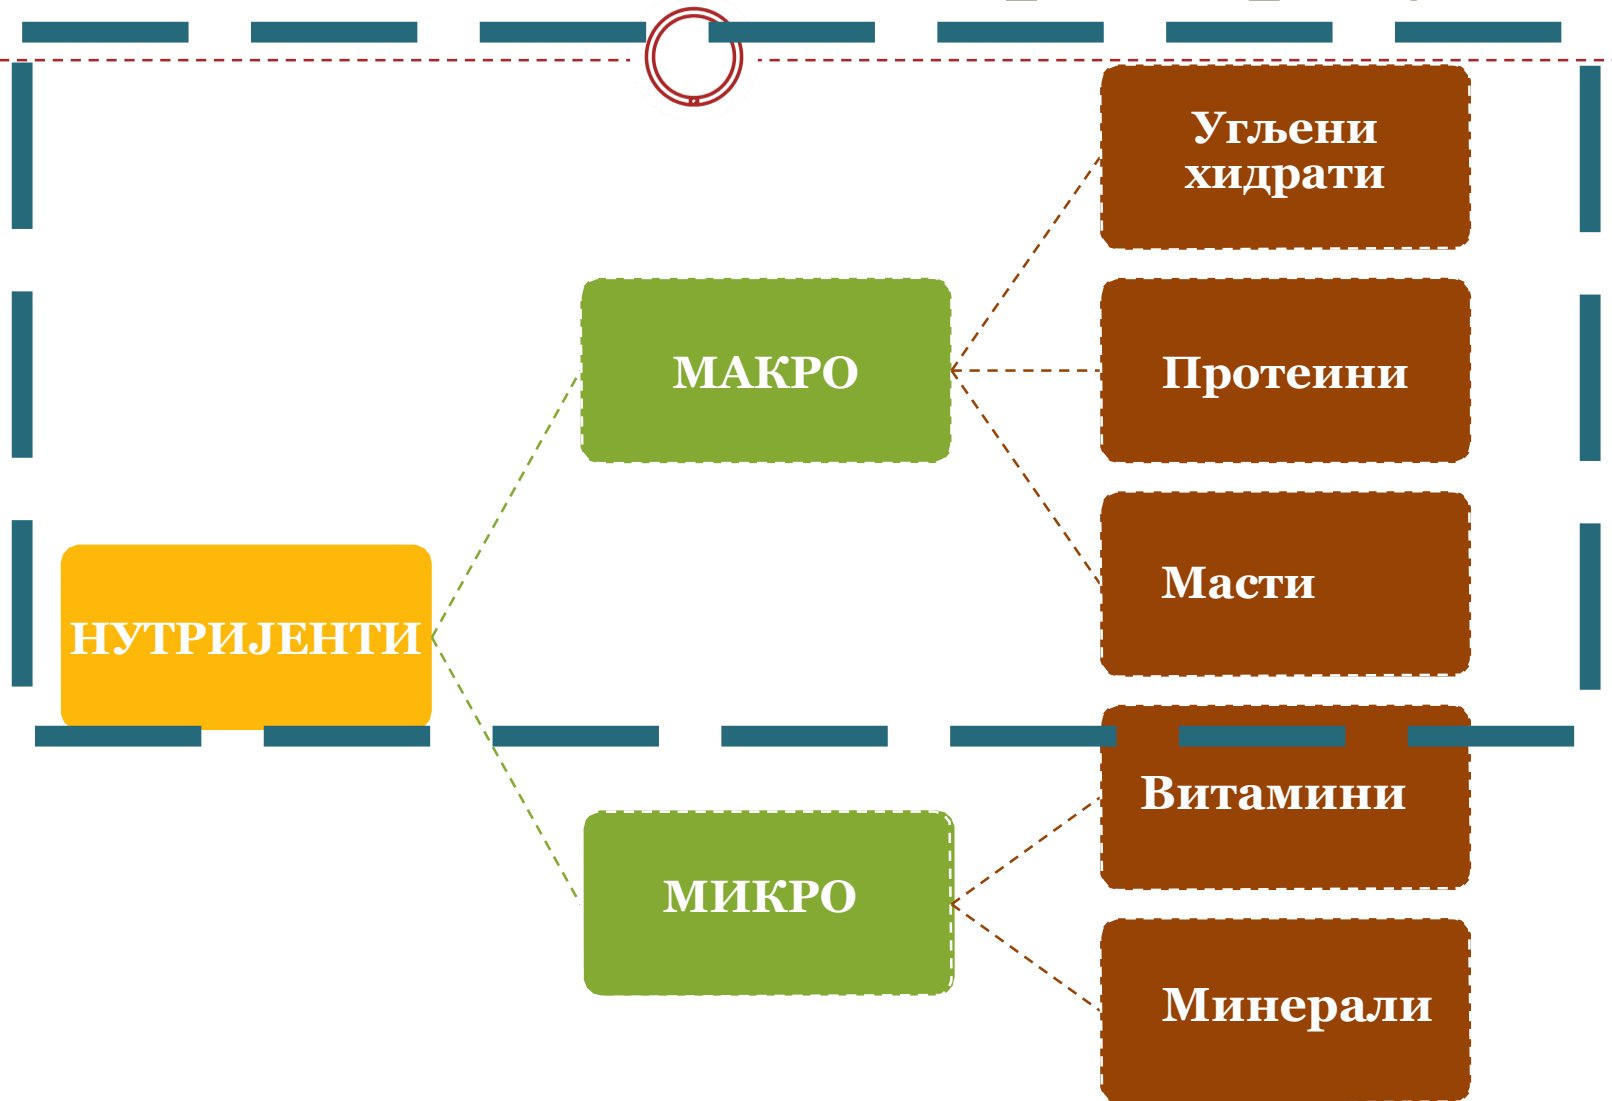 Угљени
хидрати
МАКРО
Протеини
Масти
НУТРИЈЕНТИ
Витамини
МИКРО
Минерали